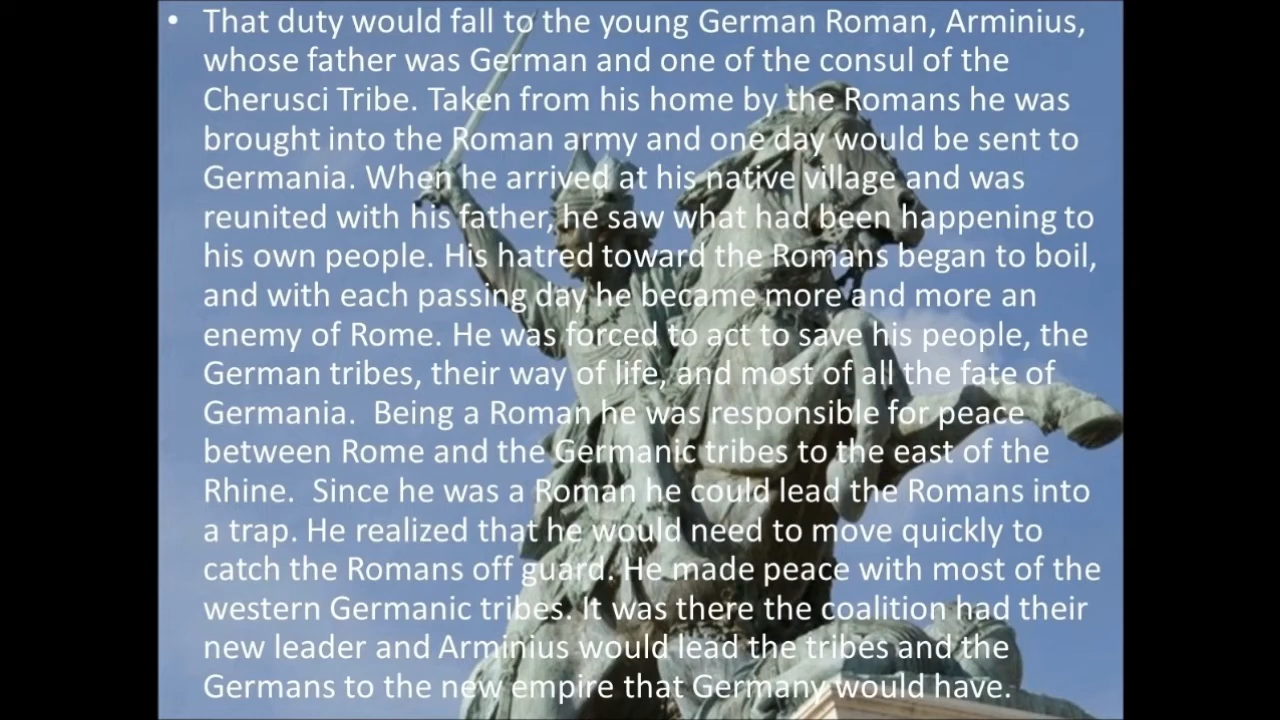 • That duty would fall to the young German Roman, Arminius,
whose father was German and one of the consul of the
Cherusci Tribe. Taken from his home by the Romans he was
brought into the Roman army and one day would be sent to
Germania. When he arrived at his native village and was
reunited with his father, he saw what had been happening to
his own people. His hatred toward the Romans began to boil,
and with each passing day he became more and more an
enemy of Rome. He was forced to act to save his people, the
German tribes, their way of life, and most of all the fate of
Germania.  Being a Roman he was responsible for peace
between Rome and the Germanic tribes to the east of the
Rhine.  Since he was a Roman he could lead the Romans into
a trap. He realized that he would need to move quickly to
catch the Romans off guard. He made peace with most of the
western Germanic tribes. It was there the coalition had their
new leader and Arminius would lead the tribes and the
Germans to the new empire that Germany would have.